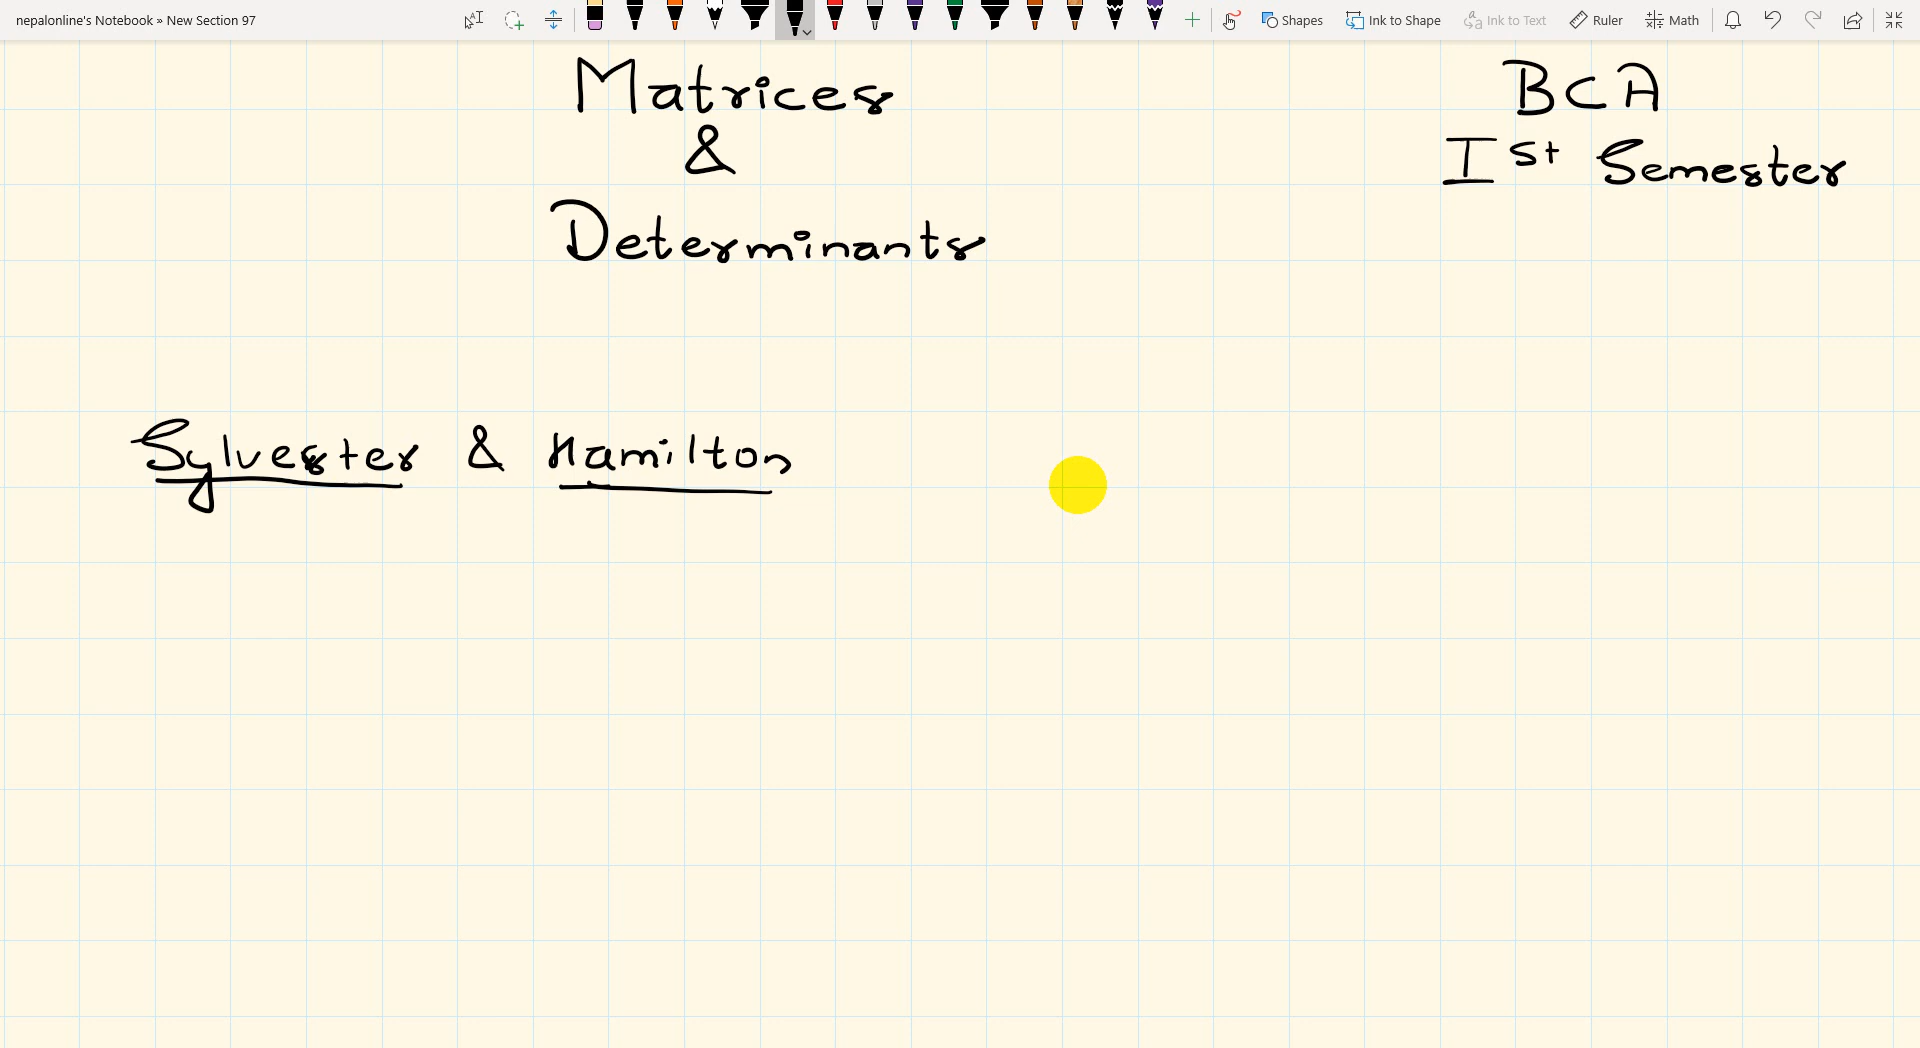 nepalonline's Notebook » New Section 97
Shapes Ink to Shape Ink to Text Ruler Math
Matrices
&
Determinants
BCA
Ist Semester
Sylvester & Hamilton